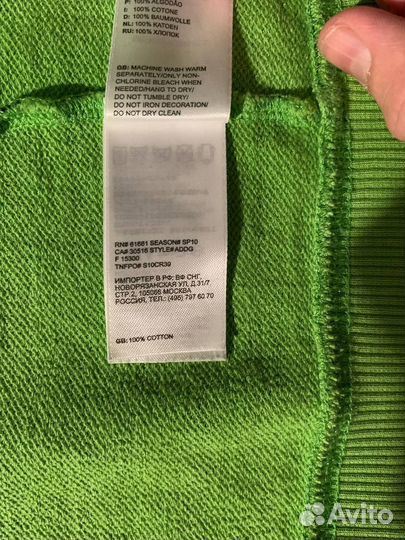 P: 100% ALGODÃO
I: 100% COTONE
D: 100% BAUMWOLLE
NL: 100% KATOEN
RU: 100% ХЛОПОК
GB: MACHINE WASH WARM
SEPARATELY/ONLY NON-
CHLORINE BLEACH WHEN
NEEDED/HANG TO DRY/
DO NOT TUMBLE DRY/
DO NOT IRON DECORATION/
DO NOT DRY CLEAN
RN# 61661 SEASON# SP10
CA# 30516 STYLE#ADDG
F 15300
TNFPO# S10CR39
ИМПОРТЕР В РФ: ВФ СНГ,
НОВОРЯЗАНСКАЯ УЛ, Д.31/7
СТР.2, 105066 МОСКВА
РОССИЯ, ТЕЛ.: (495) 797 60 70
GB: 100% COTTON
Avito